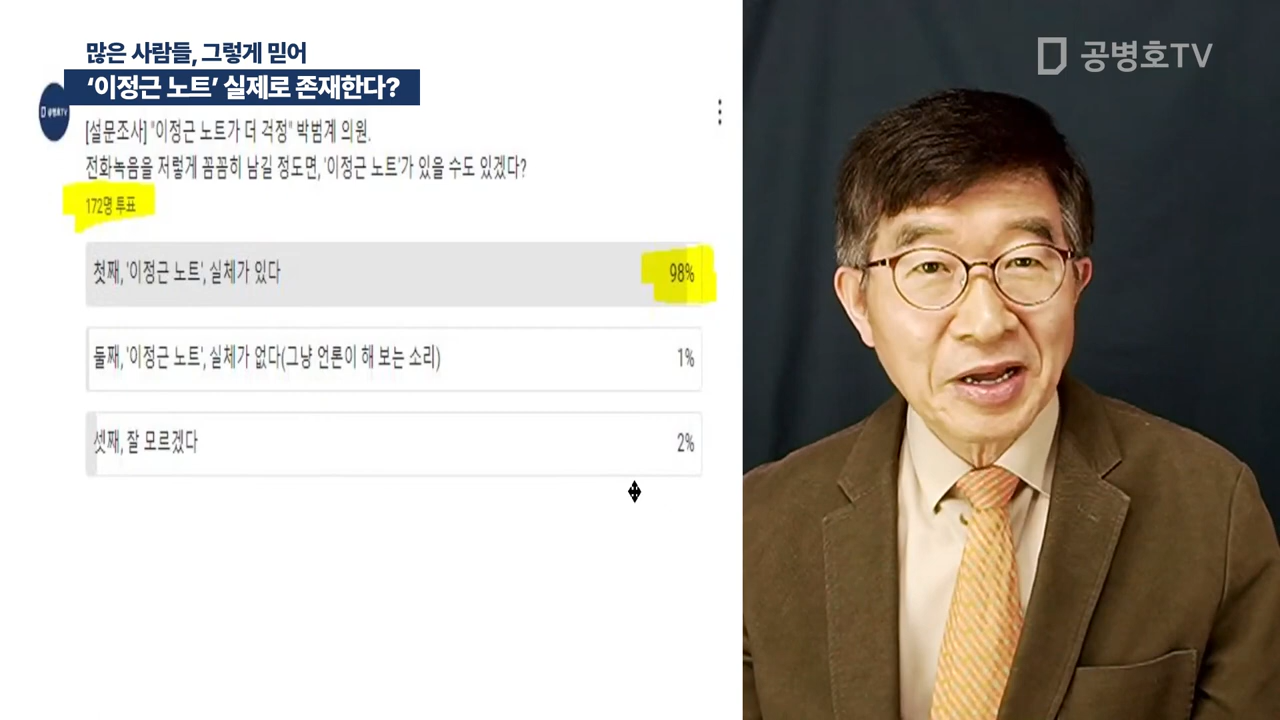 많은 사람들, 그렇게 믿어
‘이정근 노트’ 실제로 존재한다?
공병호TV
[설문조사] "이정근 노트가 더 걱정" 박범계 의원.
전화녹음을 저렇게 꼼꼼히 남길 정도면, '이정근 노트'가 있을 수도 있겠다?
172명 투표
첫째, '이정근 노트', 실체가 있다 98%
둘째, '이정근 노트', 실체가 없다(그냥 언론이 해 보는 소리) 1%
셋째, 잘 모르겠다 2%
공병호TV